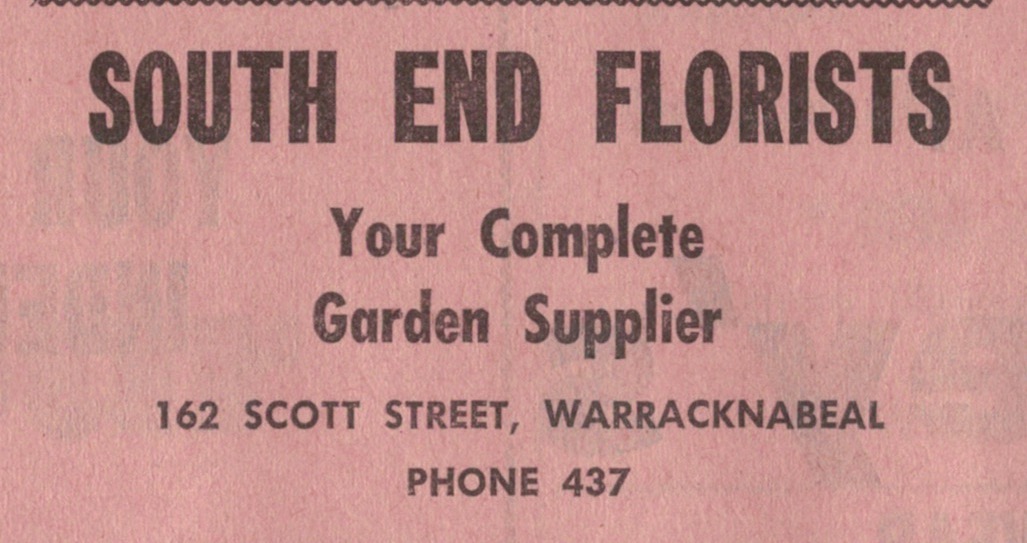 SOUTH END FLORISTS
Your Complete
Garden Supplier
162 SCOTT STREET, WARRACKNABEAL
PHONE 437